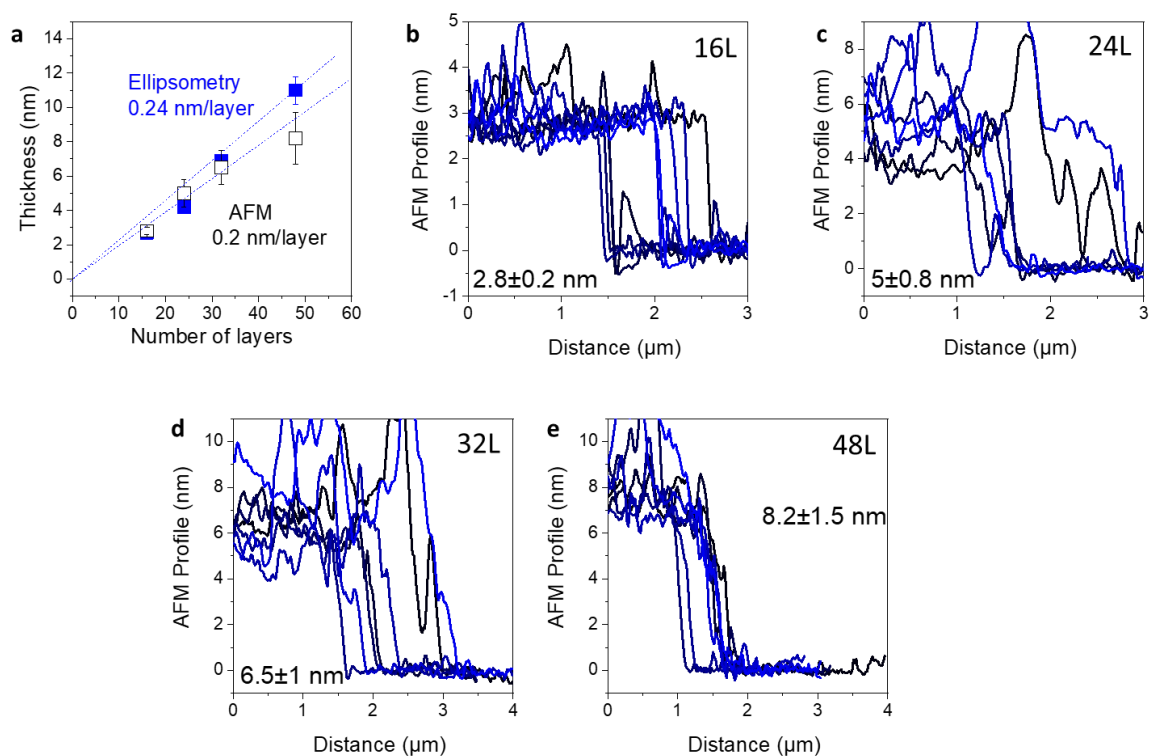 a
Thickness (nm)
14
12
10
8
6
4
2
0
Ellipsometry
0.24 nm/layer
AFM
0.2 nm/layer
0 10 20 30 40 50 60
Number of layers
b
AFM Profile (nm)
5
4
3
2
1
0
-1
16L
2.8±0.2 nm
0 1 2 3
Distance (µm)
c
AFM Profile (nm)
8
6
4
2
0
24L
5±0.8 nm
0 1 2 3
Distance (µm)
d
AFM Profile (nm)
10
8
6
4
2
0
32L
6.5±1 nm
0 1 2 3 4
Distance (µm)
e
AFM Profile (nm)
10
8
6
4
2
0
48L
8.2±1.5 nm
0 1 2 3 4
Distance (µm)